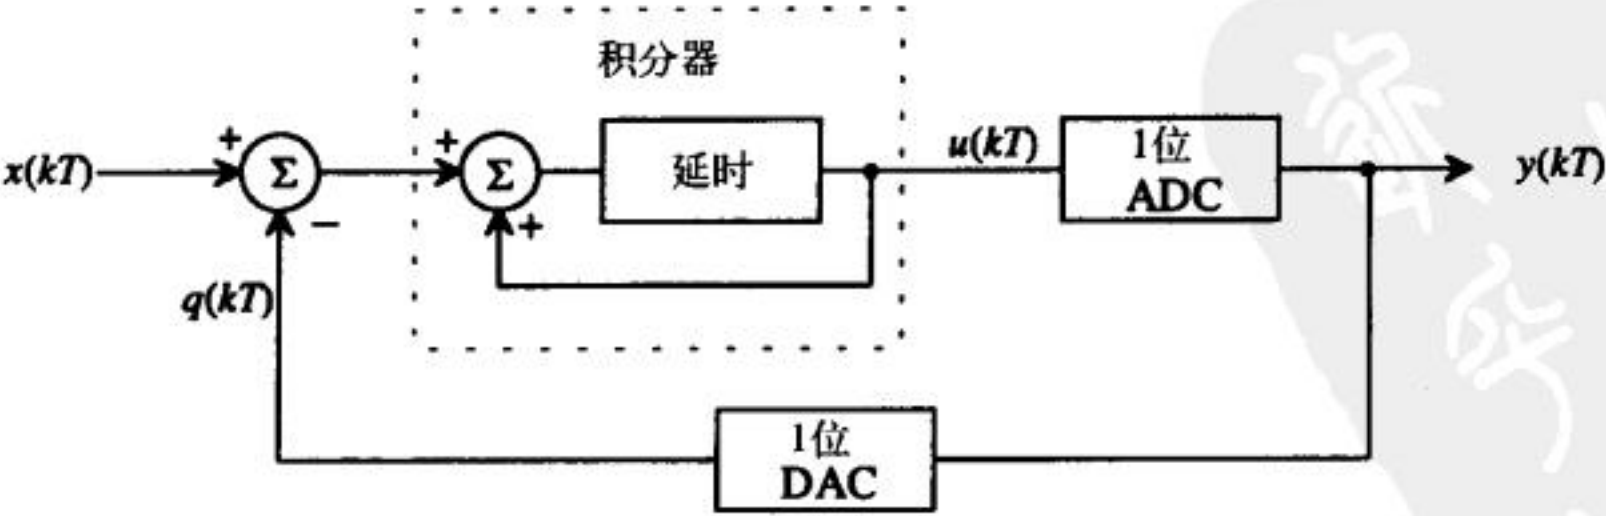 积分器
+
+
x(kT)
Σ
Σ
延时
u(kT)
1位
ADC
y(kT)
−
+
q(kT)
1位
DAC